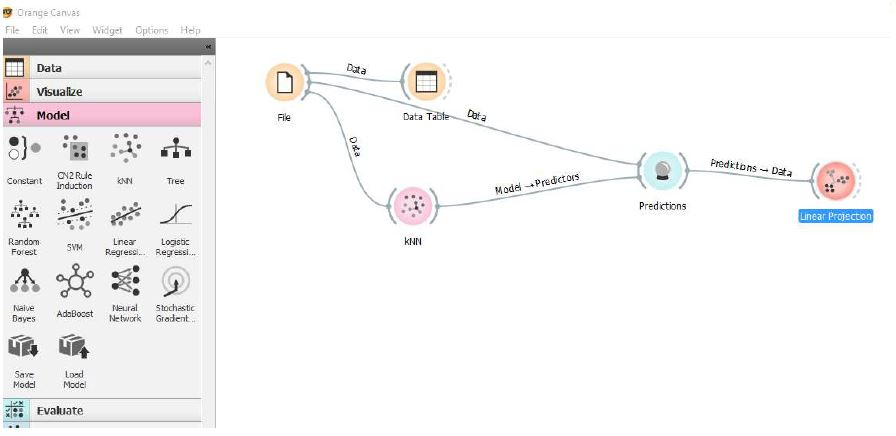 Orange Canvas
File Edit View Widget Options Help
«
Data
Visualize
Model
Constant
CN2 Rule
Induction
kNN
Tree
Random
Forest
SVM
Linear
Regressi...
Logistic
Regressi...
Naive
Bayes
AdaBoost
Neural
Network
Stochastic
Gradient...
Save
Model
Load
Model
Evaluate
File
Data
Data Table
Data
Data
kNN
Model → Predictors
Predictions
Predictions → Data
Linear Projection